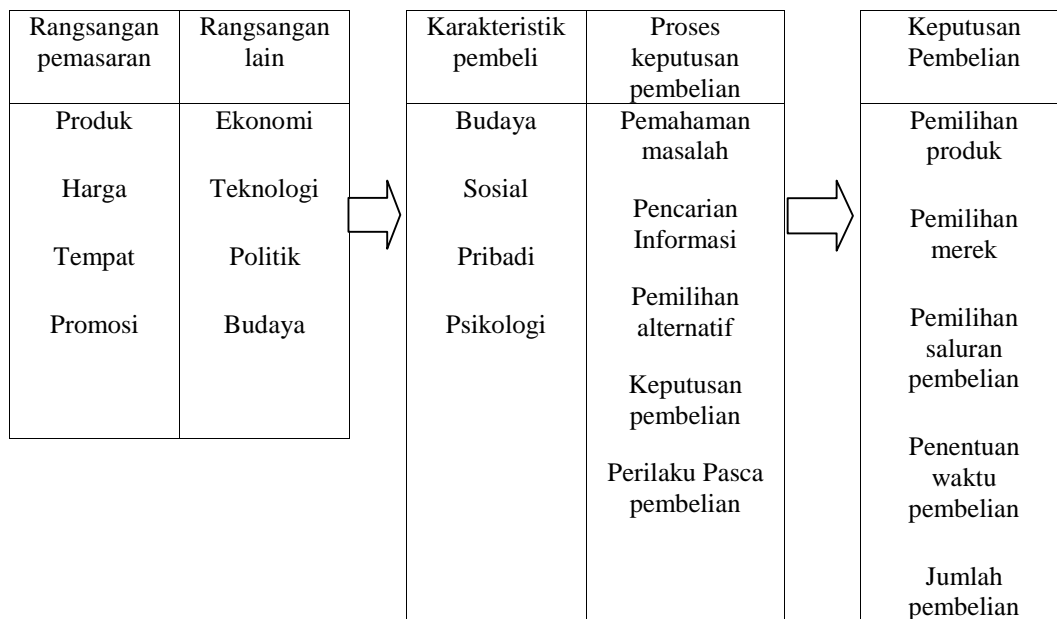 Rangsangan
pemasaran
Rangsangan
lain
Karakteristik
pembeli
Proses
keputusan
pembelian
Keputusan
Pembelian
Produk
Harga
Tempat
Promosi
Ekonomi
Teknologi
Politik
Budaya
Budaya
Sosial
Pribadi
Psikologi
Pemahaman
masalah
Pencarian
Informasi
Pemilihan
alternatif
Keputusan
pembelian
Perilaku Pasca
pembelian
Pemilihan
produk
Pemilihan
merek
Pemilihan
saluran
pembelian
Penentuan
waktu
pembelian
Jumlah
pembelian